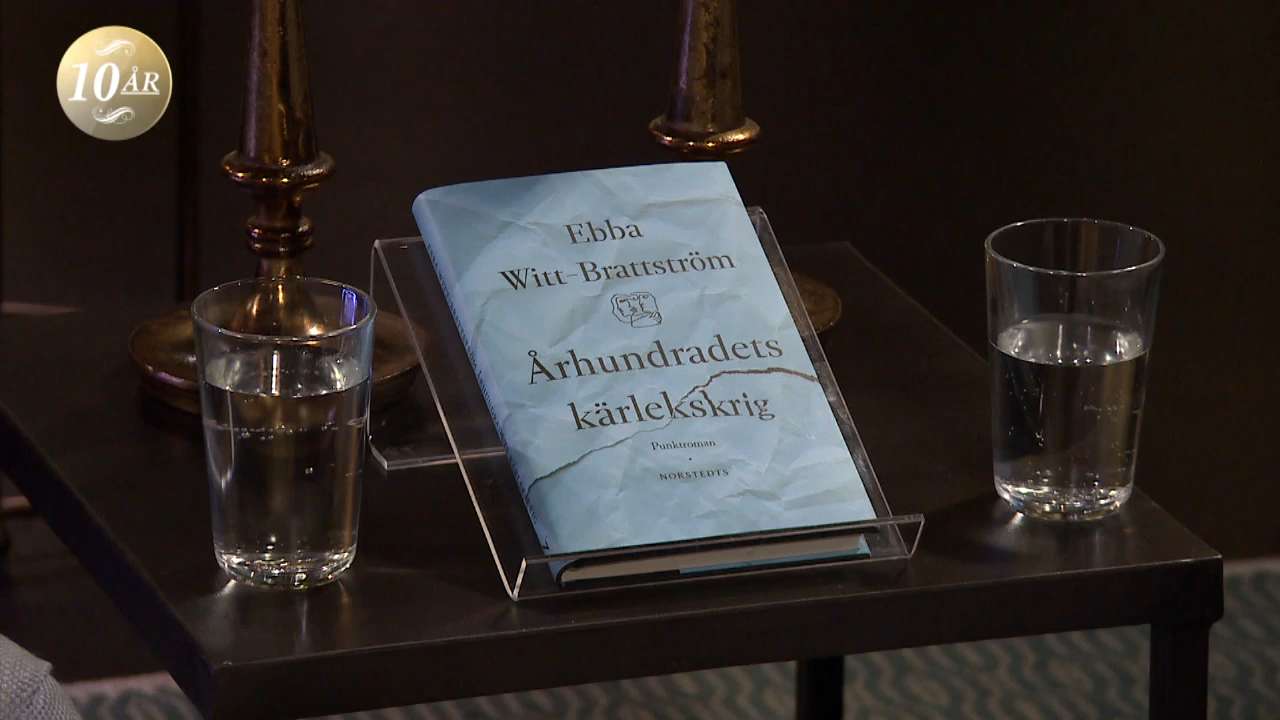 10 ÅR
Ebba
Witt-Brattström
Århundradets
kärlekskrig
Punktroman
NORSTEDTS